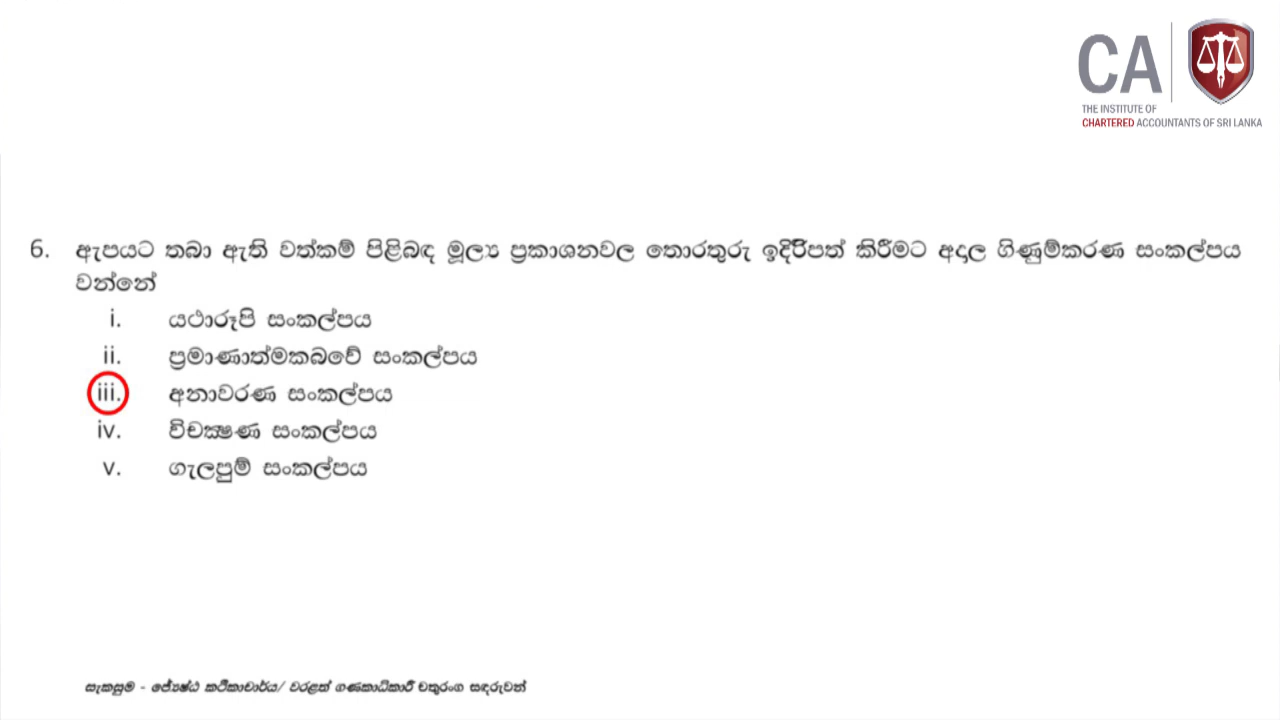 CA
THE INSTITUTE OF
CHARTERED ACCOUNTANTS OF SRI LANKA
6. ඇපයට තබා ඇති වත්කම් පිළිබඳ මූල්‍ය ප්‍රකාශනවල තොරතුරු ඉදිරිපත් කිරීමට අදාල ගිණුම්කරණ සංකල්පය
වන්නේ
i. යථාරූපි සංකල්පය
ii. ප්‍රමාණාත්මකබවේ සංකල්පය
iii. අනාවරණ සංකල්පය
iv. විචක්‍ෂණ සංකල්පය
v. ගැලපුම් සංකල්පය
සැකසුම - ජ්‍යෙෂ්ඨ කථිකාචාර්ය/ වරළත් ගණකාධිකාරී චතුරංග සඳරුවන්